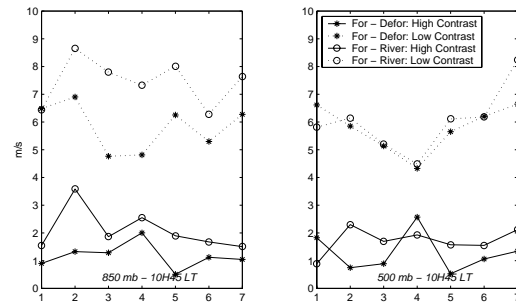 10
9
8
7
6
5
4
3
2
1
0
m/s
1 2 3 4 5 6 7
850 mb − 10H45 LT
For − Defor: High Contrast
For − Defor: Low Contrast
For − River: High Contrast
For − River: Low Contrast
10
9
8
7
6
5
4
3
2
1
0
1 2 3 4 5 6 7
500 mb − 10H45 LT